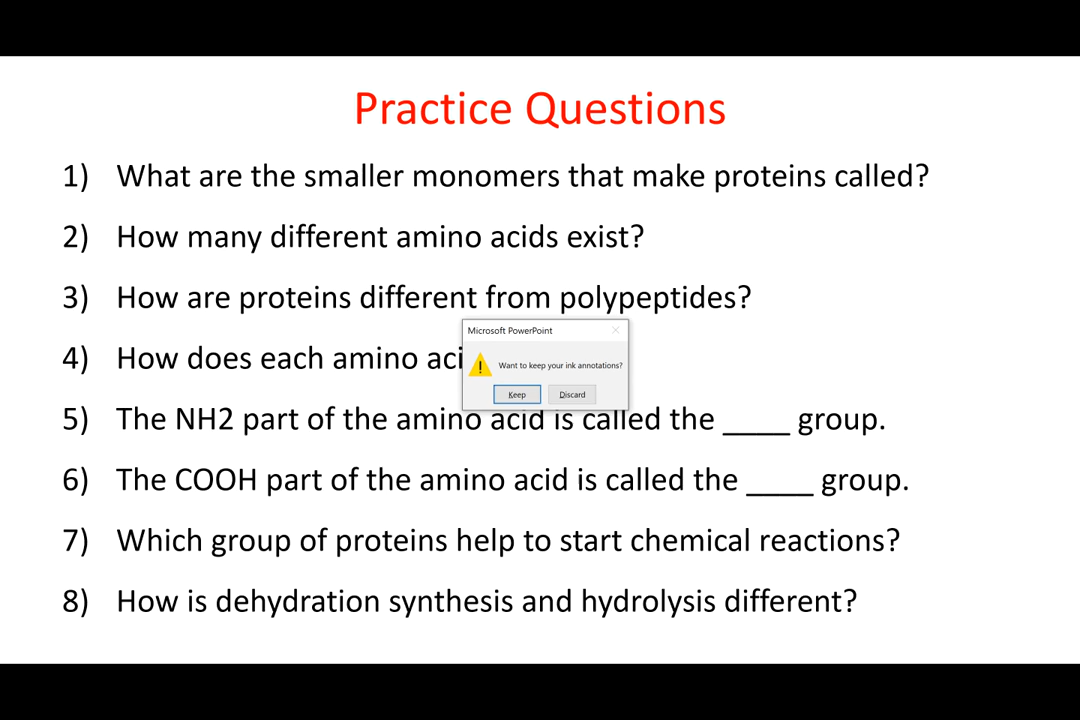 Practice Questions
1) What are the smaller monomers that make proteins called?
2) How many different amino acids exist?
3) How are proteins different from polypeptides?
Microsoft PowerPoint
4) How does each amino aci
Want to keep your ink annotations?
Keep Discard
5) The NH2 part of the amino acid is called the ____ group.
6) The COOH part of the amino acid is called the ____ group.
7) Which group of proteins help to start chemical reactions?
8) How is dehydration synthesis and hydrolysis different?